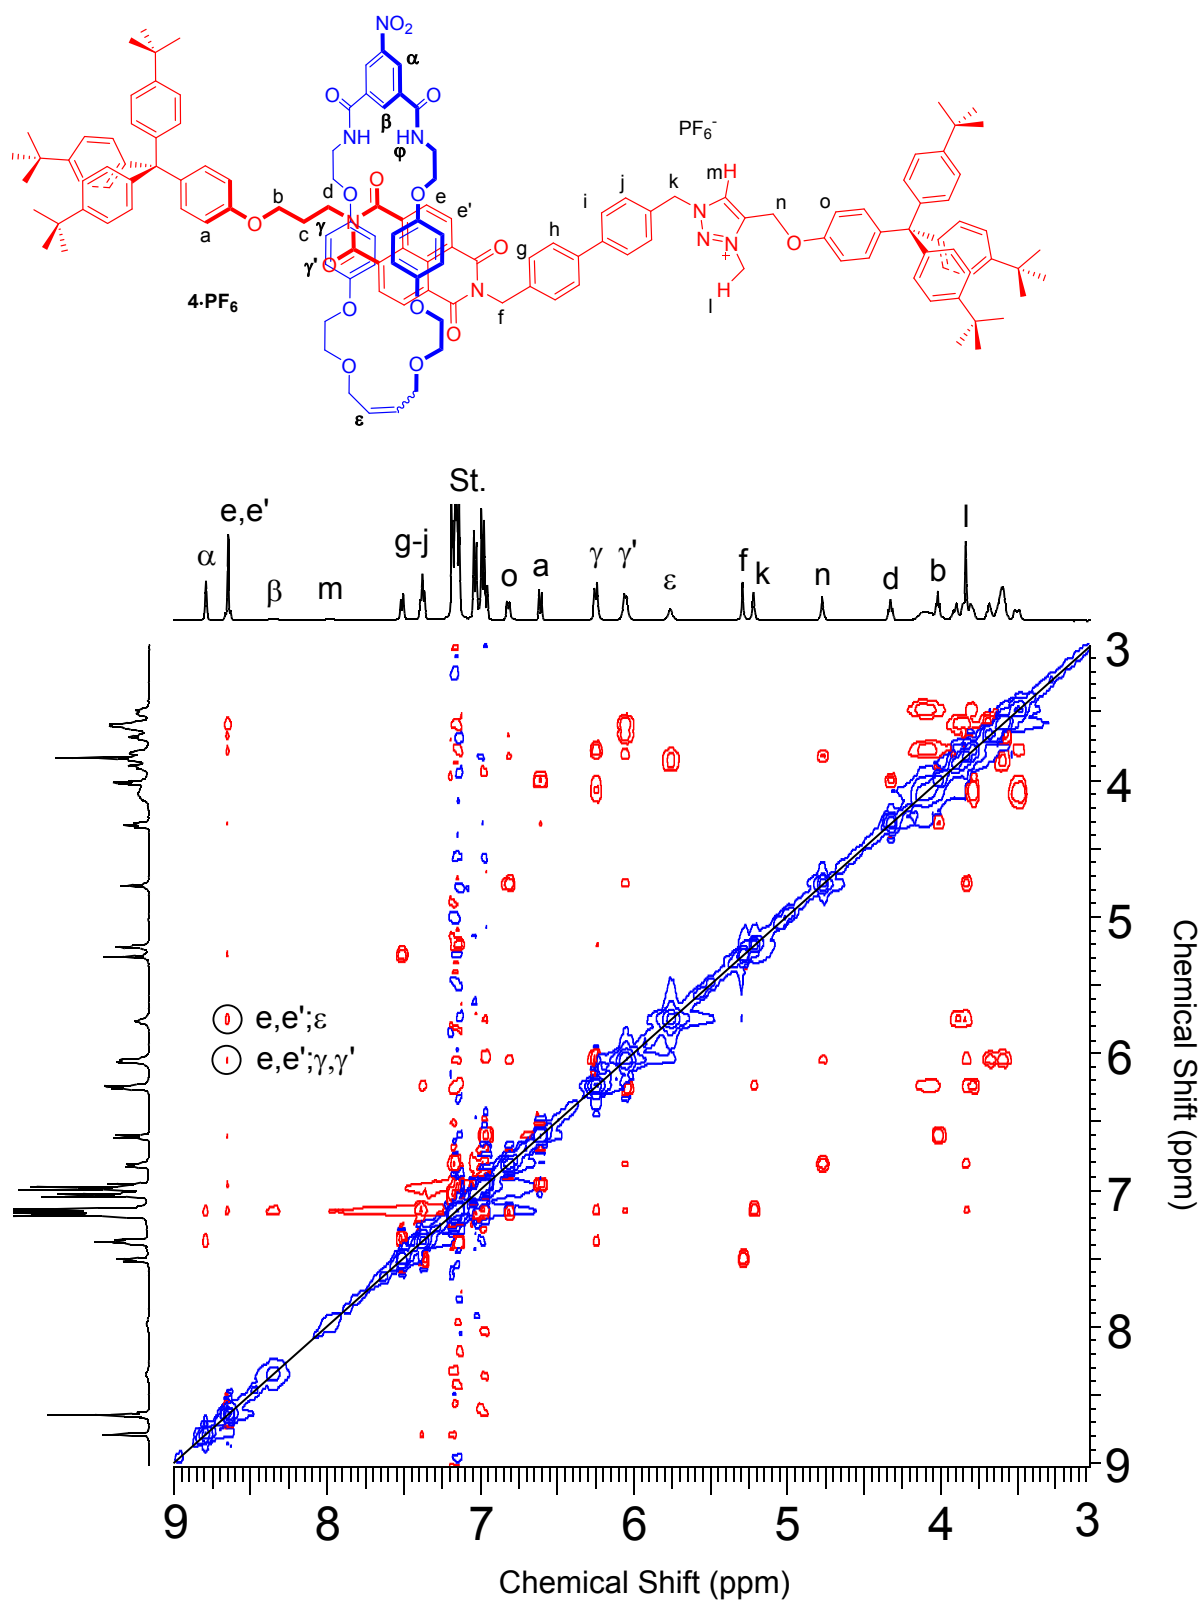 NO2
α
O
O
β
NH
HN
φ
PF6-
d
O
O
O
e
e'
b
a
O
c
γ
N
γ'
O
O
i
j
k
mH
n
o
h
g
N
N
N
+
O
l
H
4·PF6
O
O
N
f
O
O
O
ε
St.
e,e'
l
α
β
m
g-j
o
a
γ
γ'
ε
f
k
n
d
b
3
4
5
e,e';ε
6
e,e';γ,γ'
7
8
9
Chemical Shift (ppm)
9
8
7
6
5
4
3
Chemical Shift (ppm)